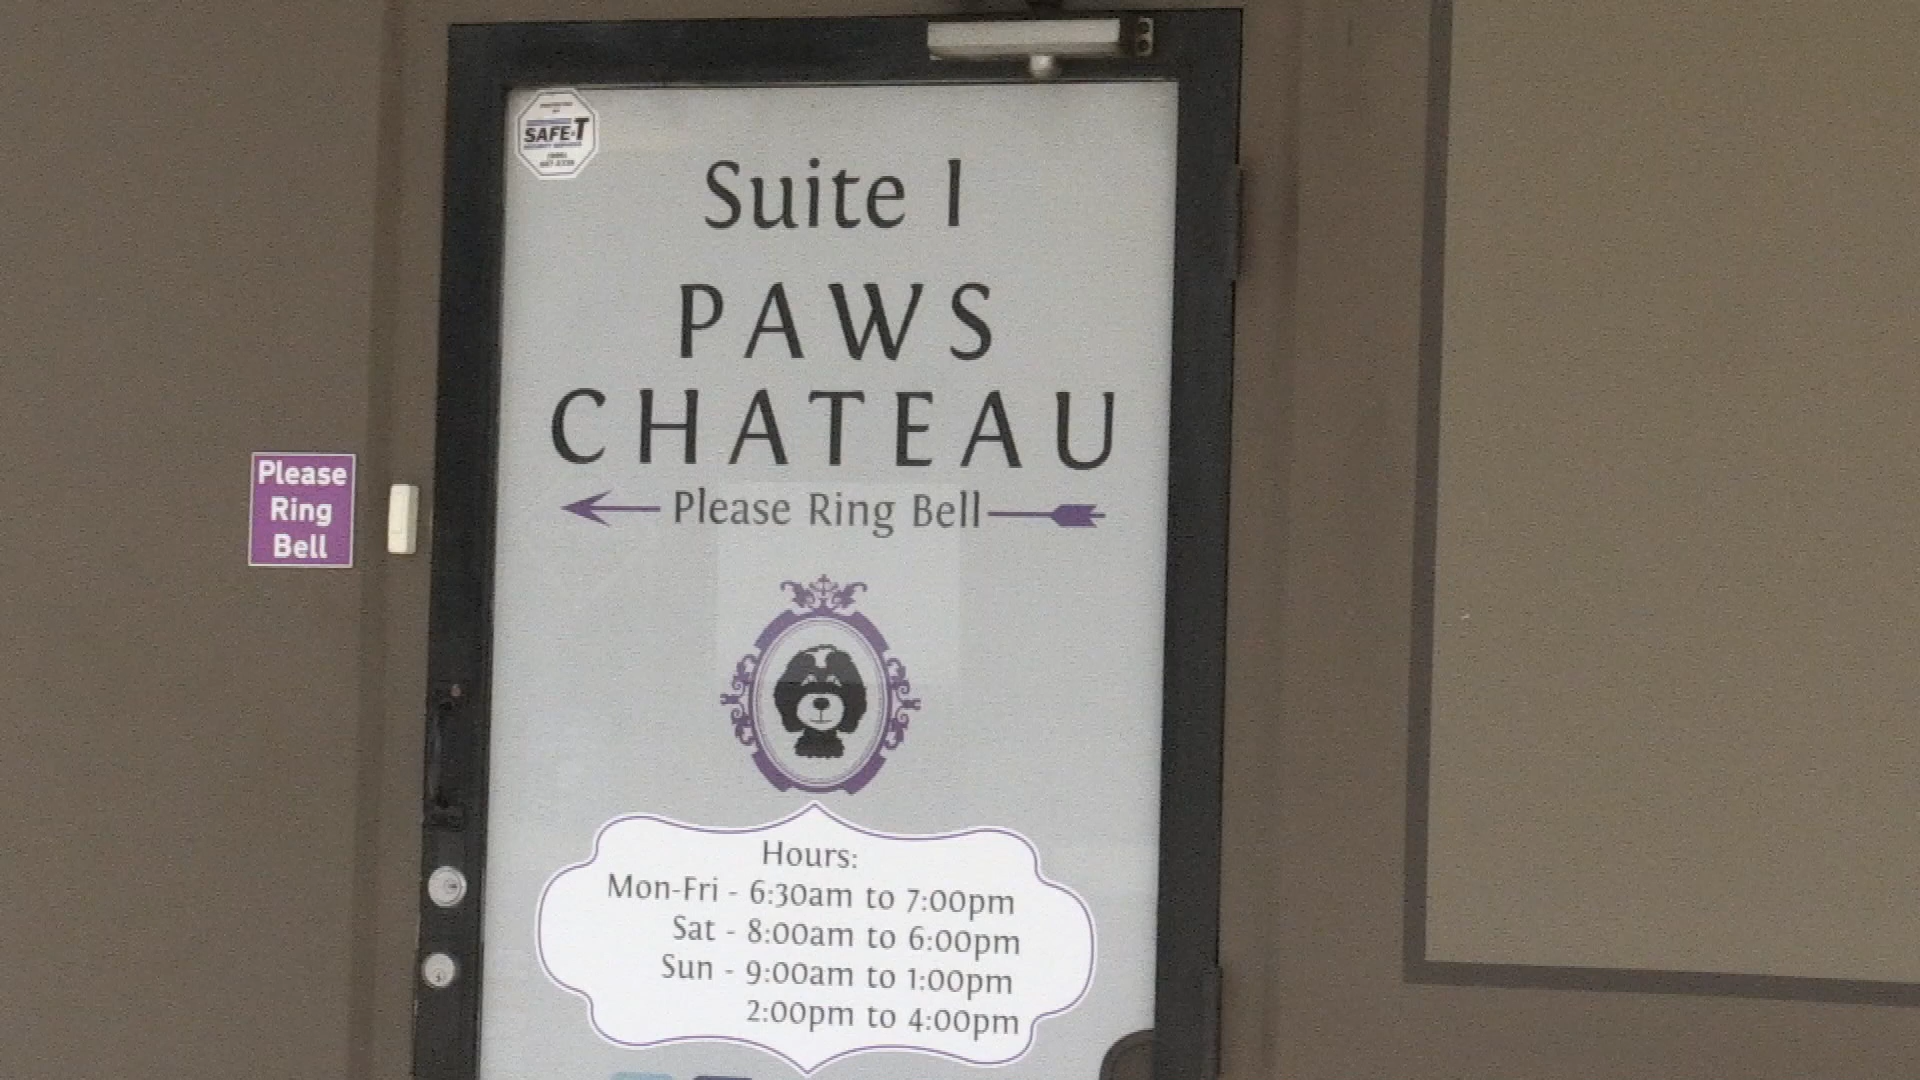 SAFE-T
Suite I
PAWS
CHATEAU
Please Ring Bell
Please
Ring
Bell
Hours:
Mon-Fri - 6:30am to 7:00pm
Sat - 8:00am to 6:00pm
Sun - 9:00am to 1:00pm
2:00pm to 4:00pm